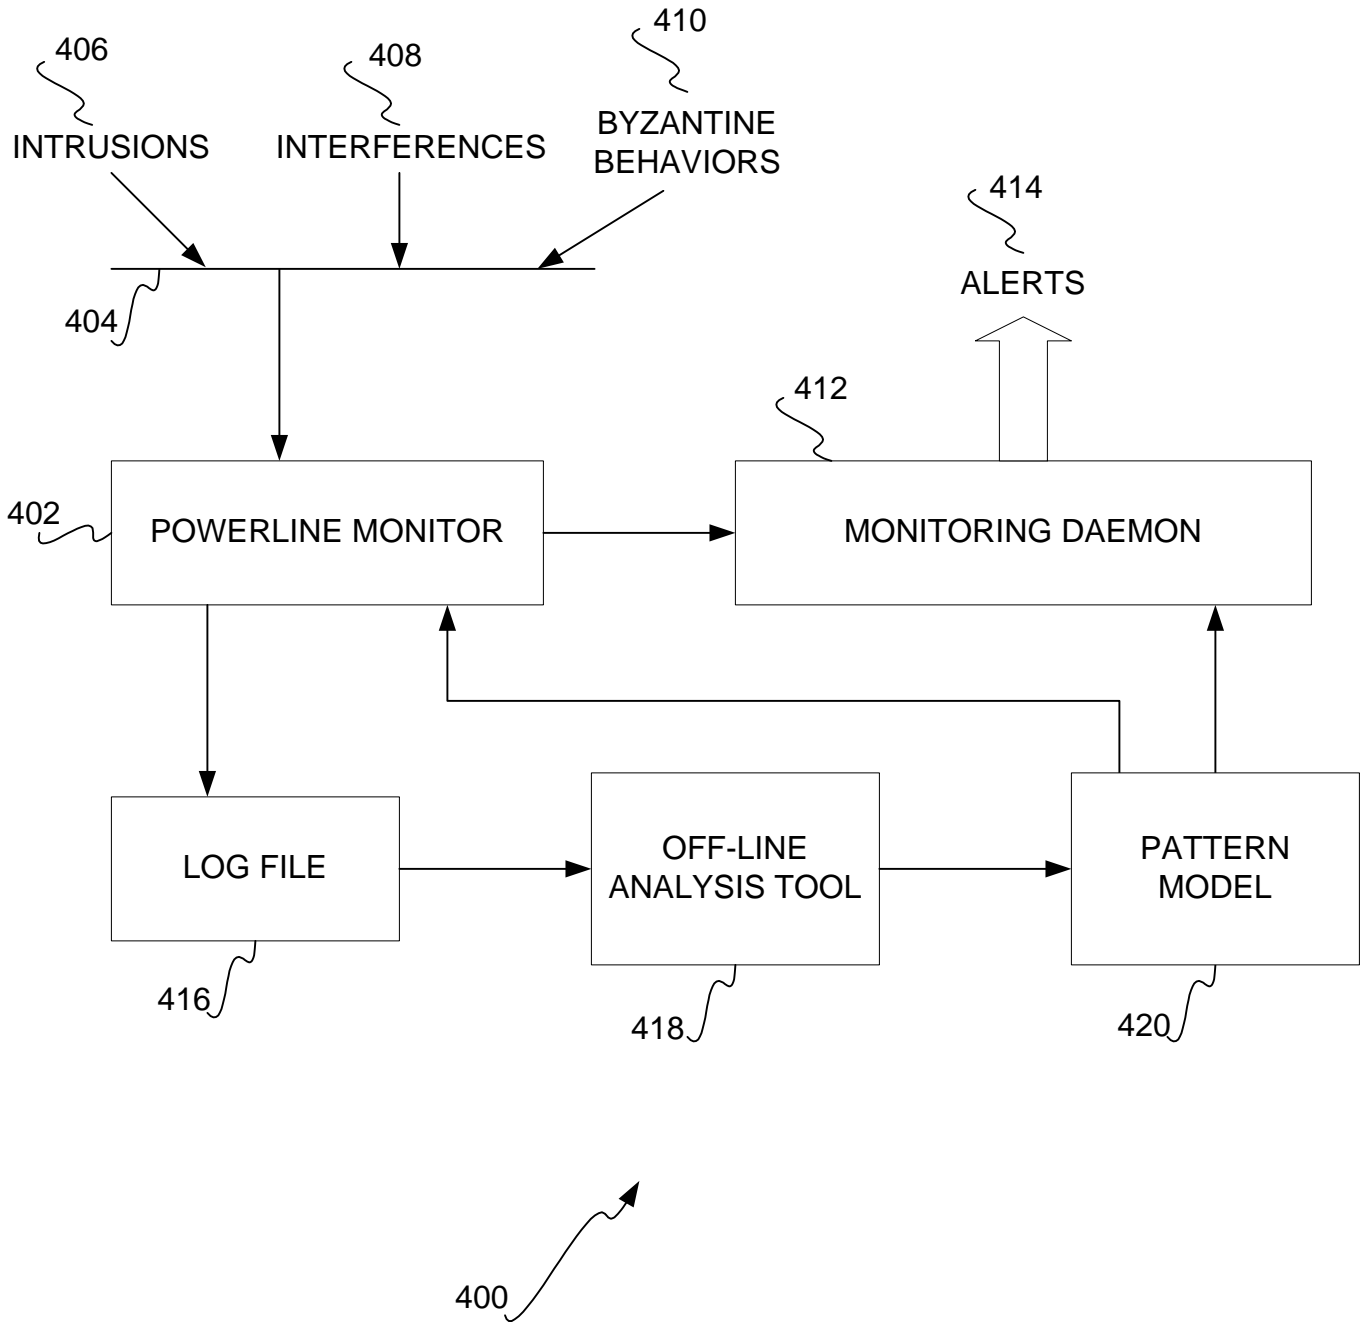 406
408
410
INTRUSIONS
INTERFERENCES
BYZANTINE
BEHAVIORS
414
ALERTS
404
412
402
POWERLINE MONITOR
MONITORING DAEMON
LOG FILE
OFF-LINE
ANALYSIS TOOL
PATTERN
MODEL
416
418
420
400